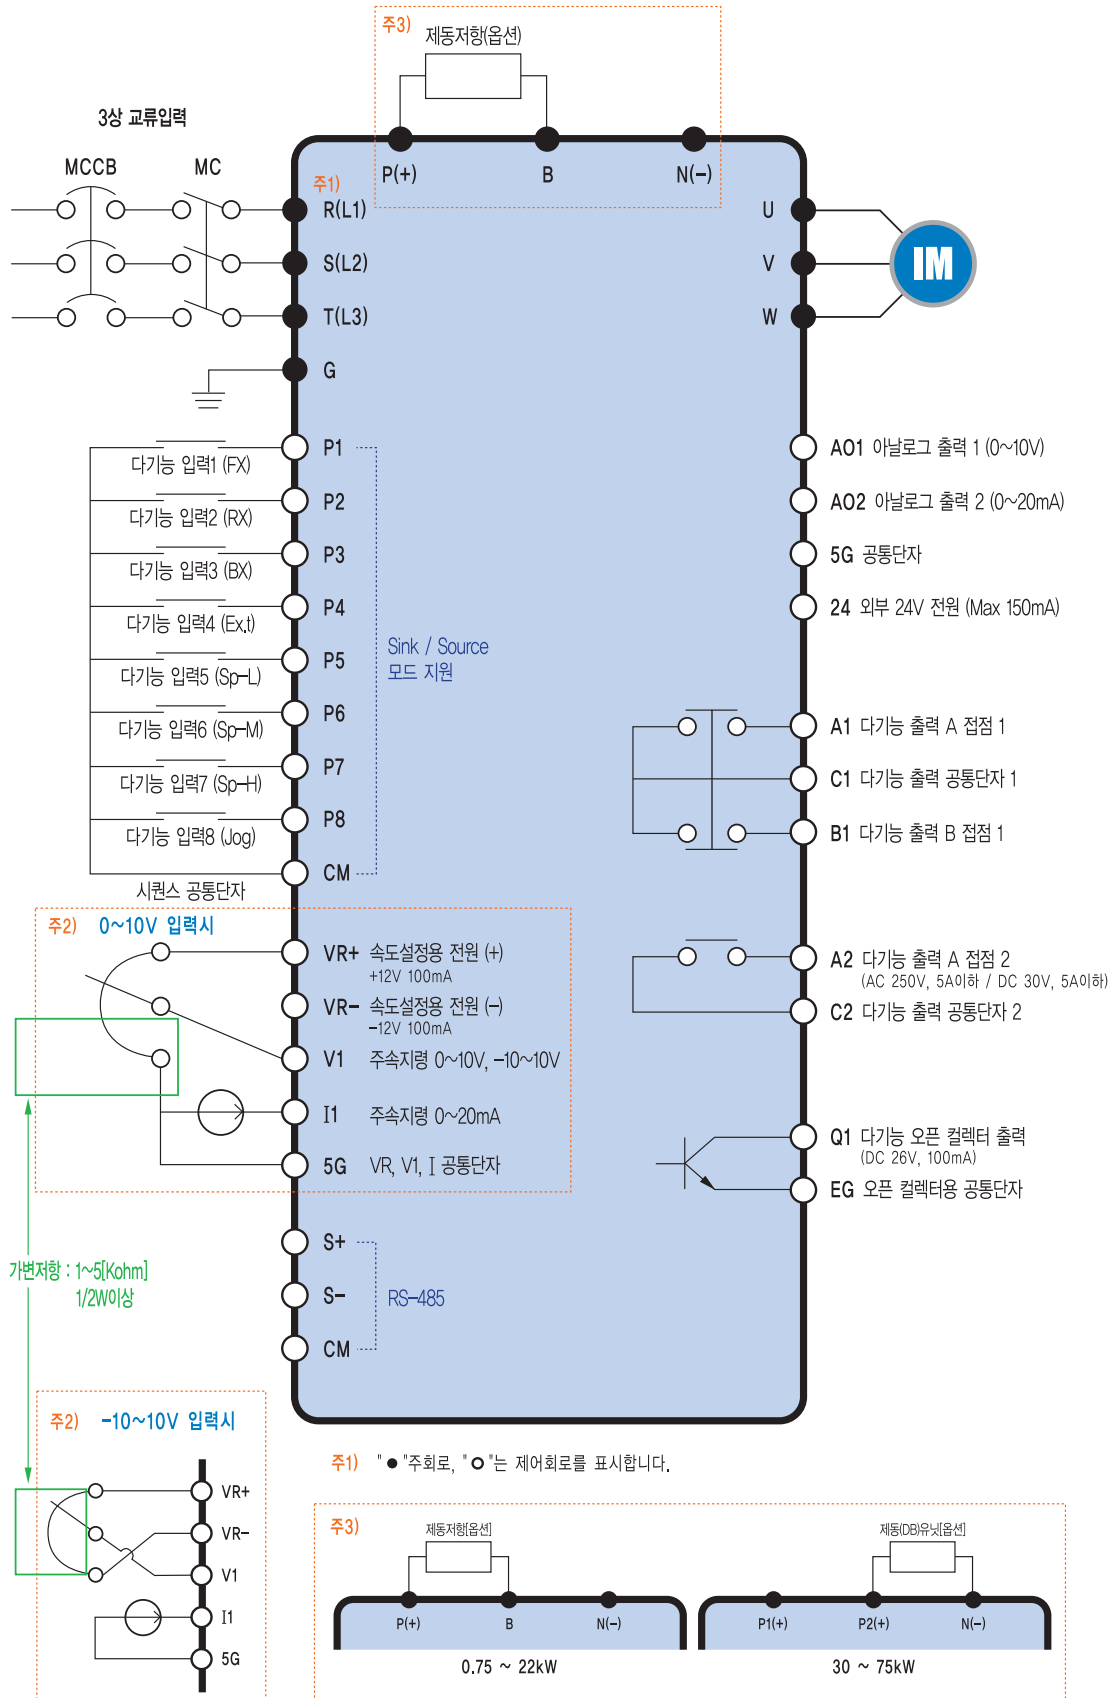 주3)
제동저항(옵션)
3상 교류입력
MCCB
MC
P(+)
B
N(-)
주1)
R(L1)
S(L2)
T(L3)
G
U
V
W
IM
P1
다기능 입력1 (FX)
P2
다기능 입력2 (RX)
P3
다기능 입력3 (BX)
P4
다기능 입력4 (Ex.t)
P5
다기능 입력5 (Sp-L)
P6
다기능 입력6 (Sp-M)
P7
다기능 입력7 (Sp-H)
P8
다기능 입력8 (Jog)
CM
시퀀스 공통단자
Sink / Source
모드 지원
AO1 아날로그 출력 1 (0~10V)
AO2 아날로그 출력 2 (0~20mA)
5G 공통단자
24 외부 24V 전원 (Max 150mA)
A1 다기능 출력 A 접점 1
C1 다기능 출력 공통단자 1
B1 다기능 출력 B 접점 1
A2 다기능 출력 A 접점 2
(AC 250V, 5A이하 / DC 30V, 5A이하)
C2 다기능 출력 공통단자 2
Q1 다기능 오픈 컬렉터 출력
(DC 26V, 100mA)
EG 오픈 컬렉터용 공통단자
주2) 0~10V 입력시
VR+ 속도설정용 전원 (+)
+12V 100mA
VR- 속도설정용 전원 (-)
-12V 100mA
V1 주속지령 0~10V, -10~10V
I1 주속지령 0~20mA
5G VR, V1, I 공통단자
S+
S-
CM
RS-485
가변저항 : 1~5[Kohm]
1/2W이상
주2) -10~10V 입력시
VR+
VR-
V1
I1
5G
주1) "●"주회로, "○"는 제어회로를 표시합니다.
주3)
제동저항[옵션]
P(+)
B
N(-)
0.75 ~ 22kW
제동(DB)유닛[옵션]
P1(+)
P2(+)
N(-)
30 ~ 75kW